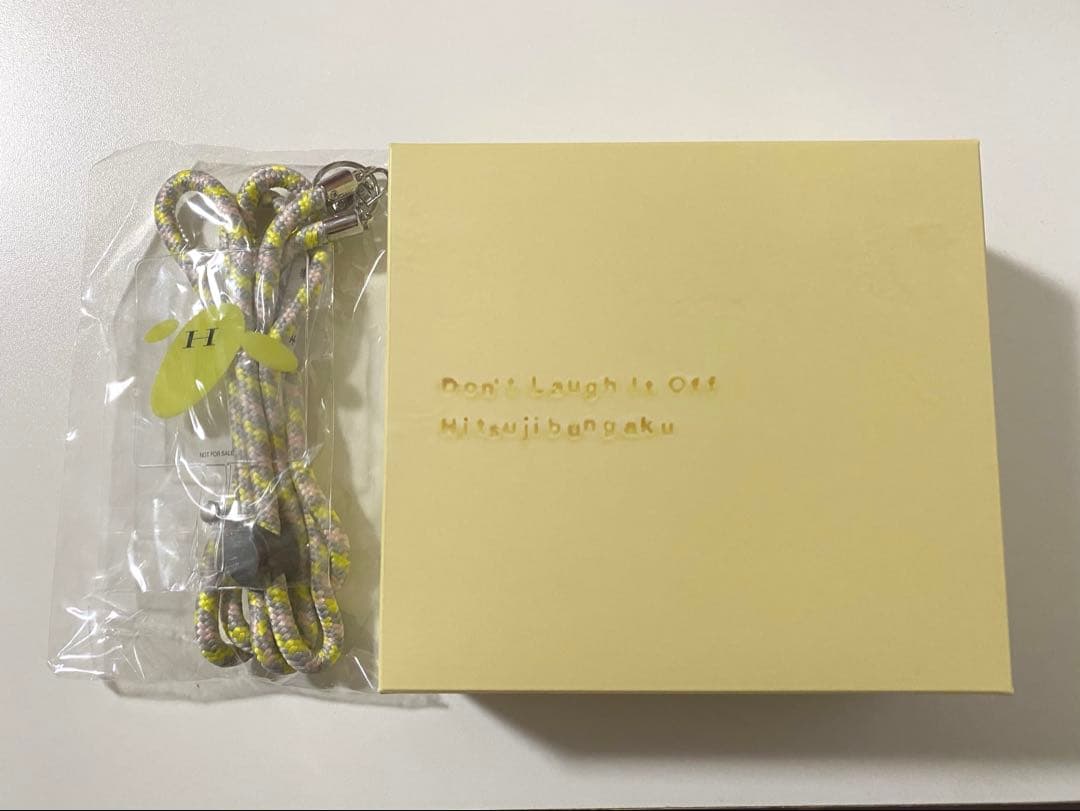 H
NOT FOR SALE
Don't Laugh It Off
Hitsujibungaku